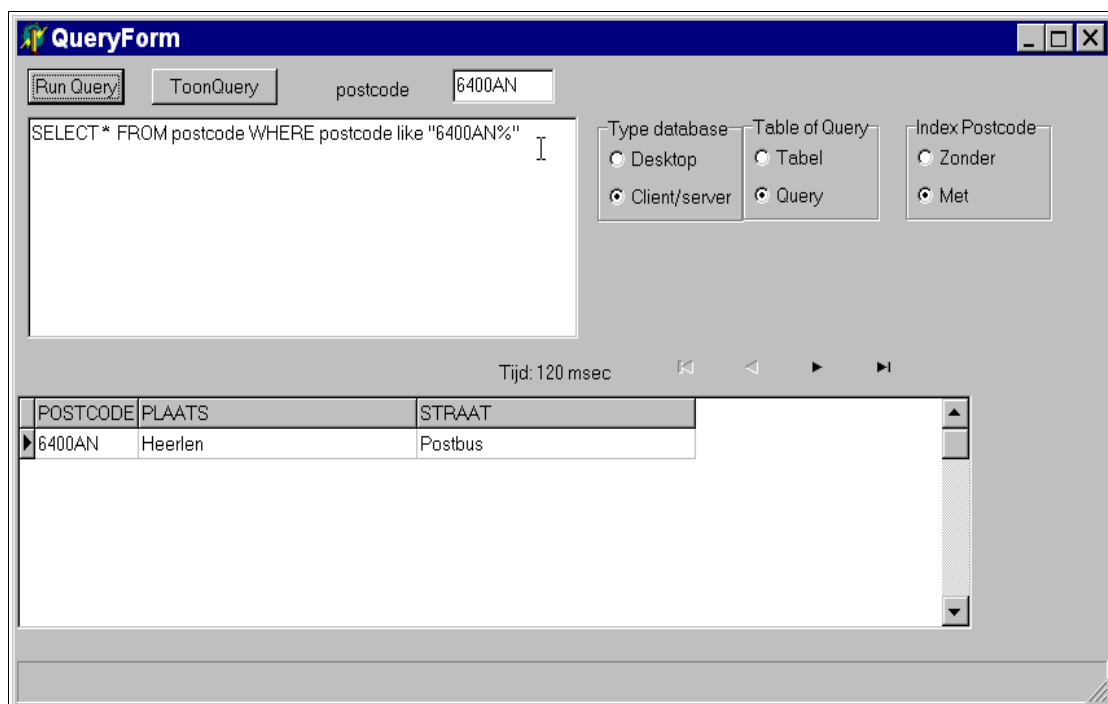 QueryForm
Run Query ToonQuery postcode 6400AN
SELECT * FROM postcode WHERE postcode like "6400AN%"
Type database Table of Query Index Postcode
Desktop Tabel Zonder
Client/server Query Met
Tijd: 120 msec
POSTCODE PLAATS STRAAT
6400AN Heerlen Postbus